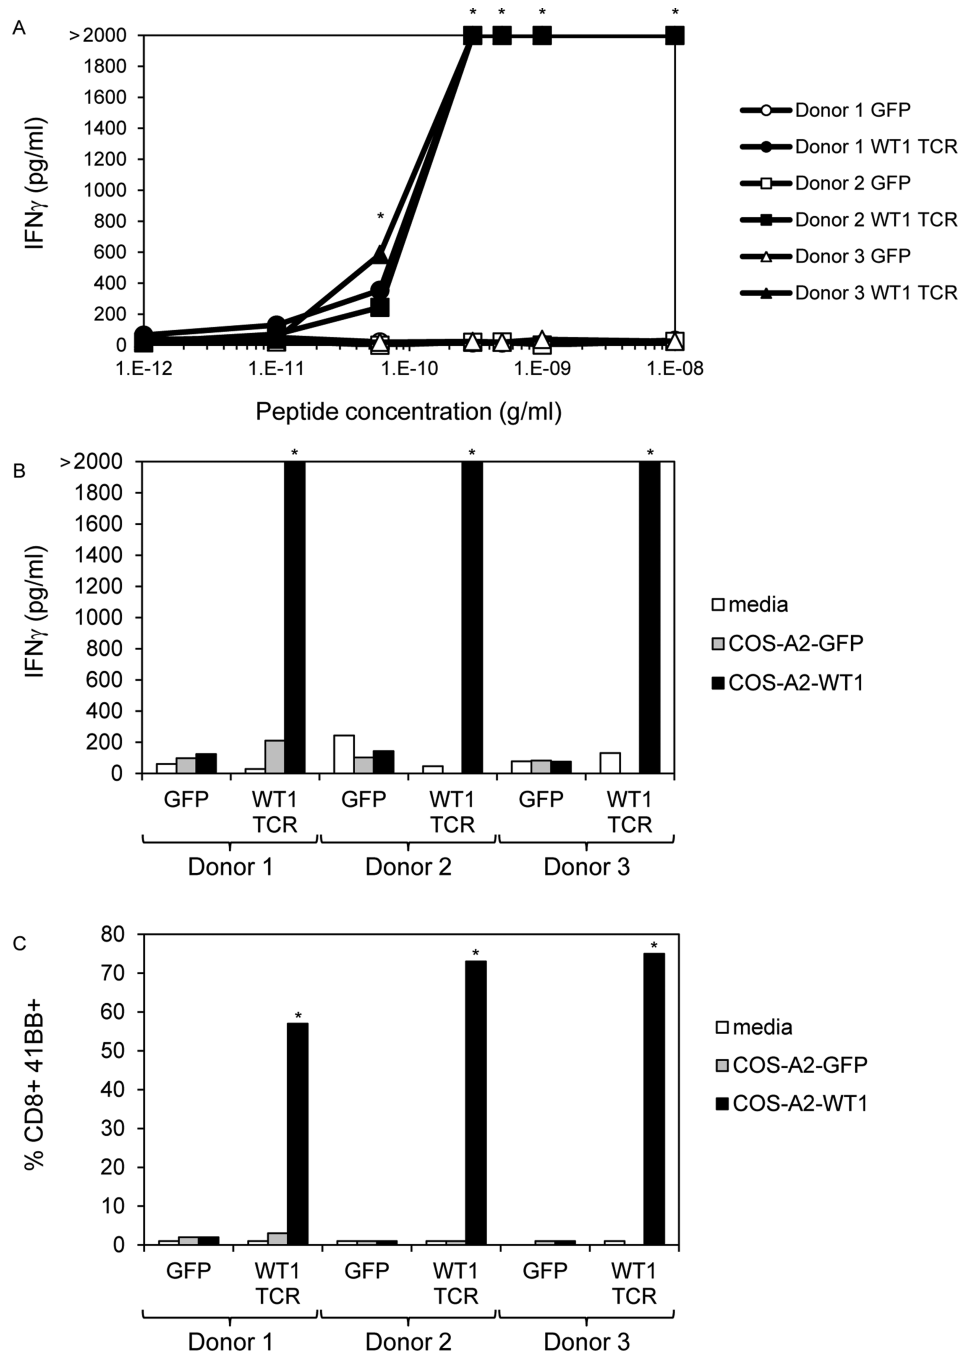 A
* * * *
>2000
1800
1600
1400
1200
1000
800
600
400
200
0
*
IFNγ (pg/ml)
1.E-12 1.E-11 1.E-10 1.E-09 1.E-08
Peptide concentration (g/ml)
Donor 1 GFP
Donor 1 WT1 TCR
Donor 2 GFP
Donor 2 WT1 TCR
Donor 3 GFP
Donor 3 WT1 TCR
B
* * *
>2000
1800
1600
1400
1200
1000
800
600
400
200
0
IFNγ (pg/ml)
GFP WT1 GFP WT1 GFP WT1
TCR TCR TCR
Donor 1 Donor 2 Donor 3
media
COS-A2-GFP
COS-A2-WT1
C
80
70
60
50
40
30
20
10
0
* * *
% CD8+ 41BB+
GFP WT1 GFP WT1 GFP WT1
TCR TCR TCR
Donor 1 Donor 2 Donor 3
media
COS-A2-GFP
COS-A2-WT1